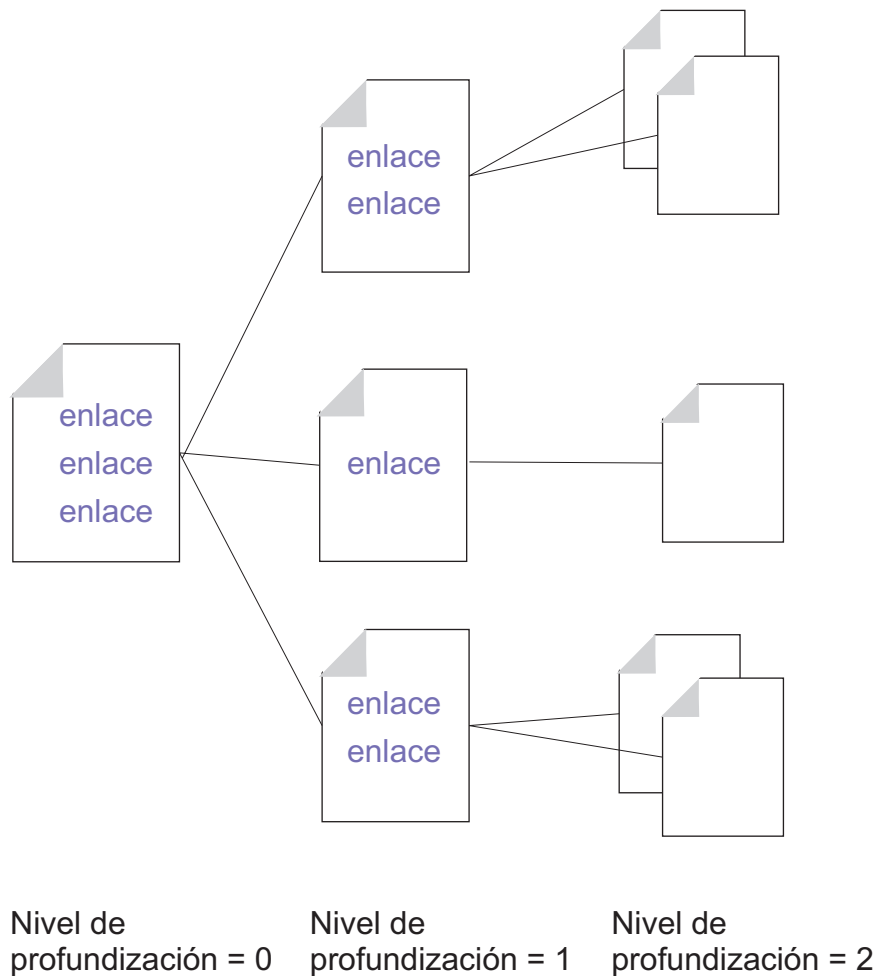 enlace
enlace
enlace
enlace
enlace
enlace
enlace
enlace
Nivel de
profundización = 0
Nivel de
profundización = 1
Nivel de
profundización = 2